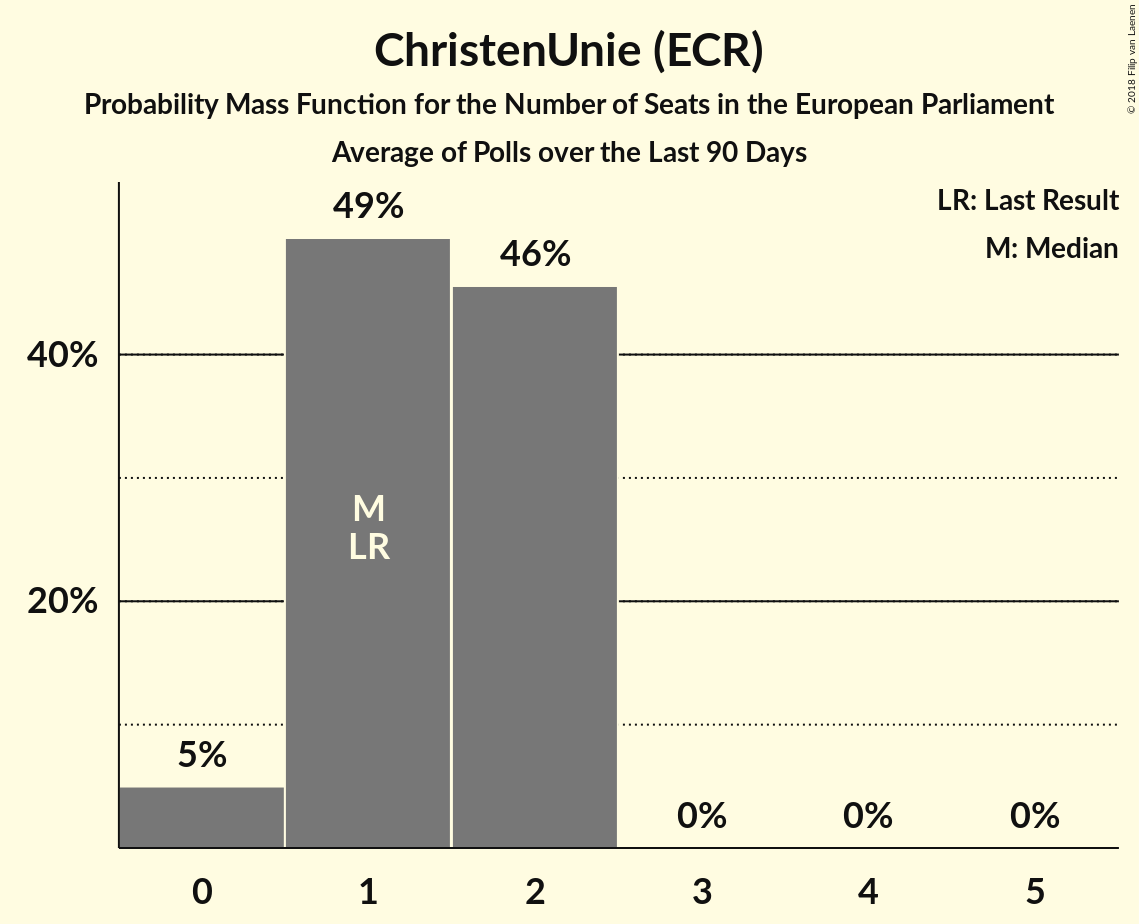 ChristenUnie (ECR)
Probability Mass Function for the Number of Seats in the European Parliament
Average of Polls over the Last 90 Days
© 2018 Filip van Laenen
LR: Last Result
M: Median
49%
46%
40%
M
LR
20%
5%
0%
0%
0%
0
1
2
3
4
5